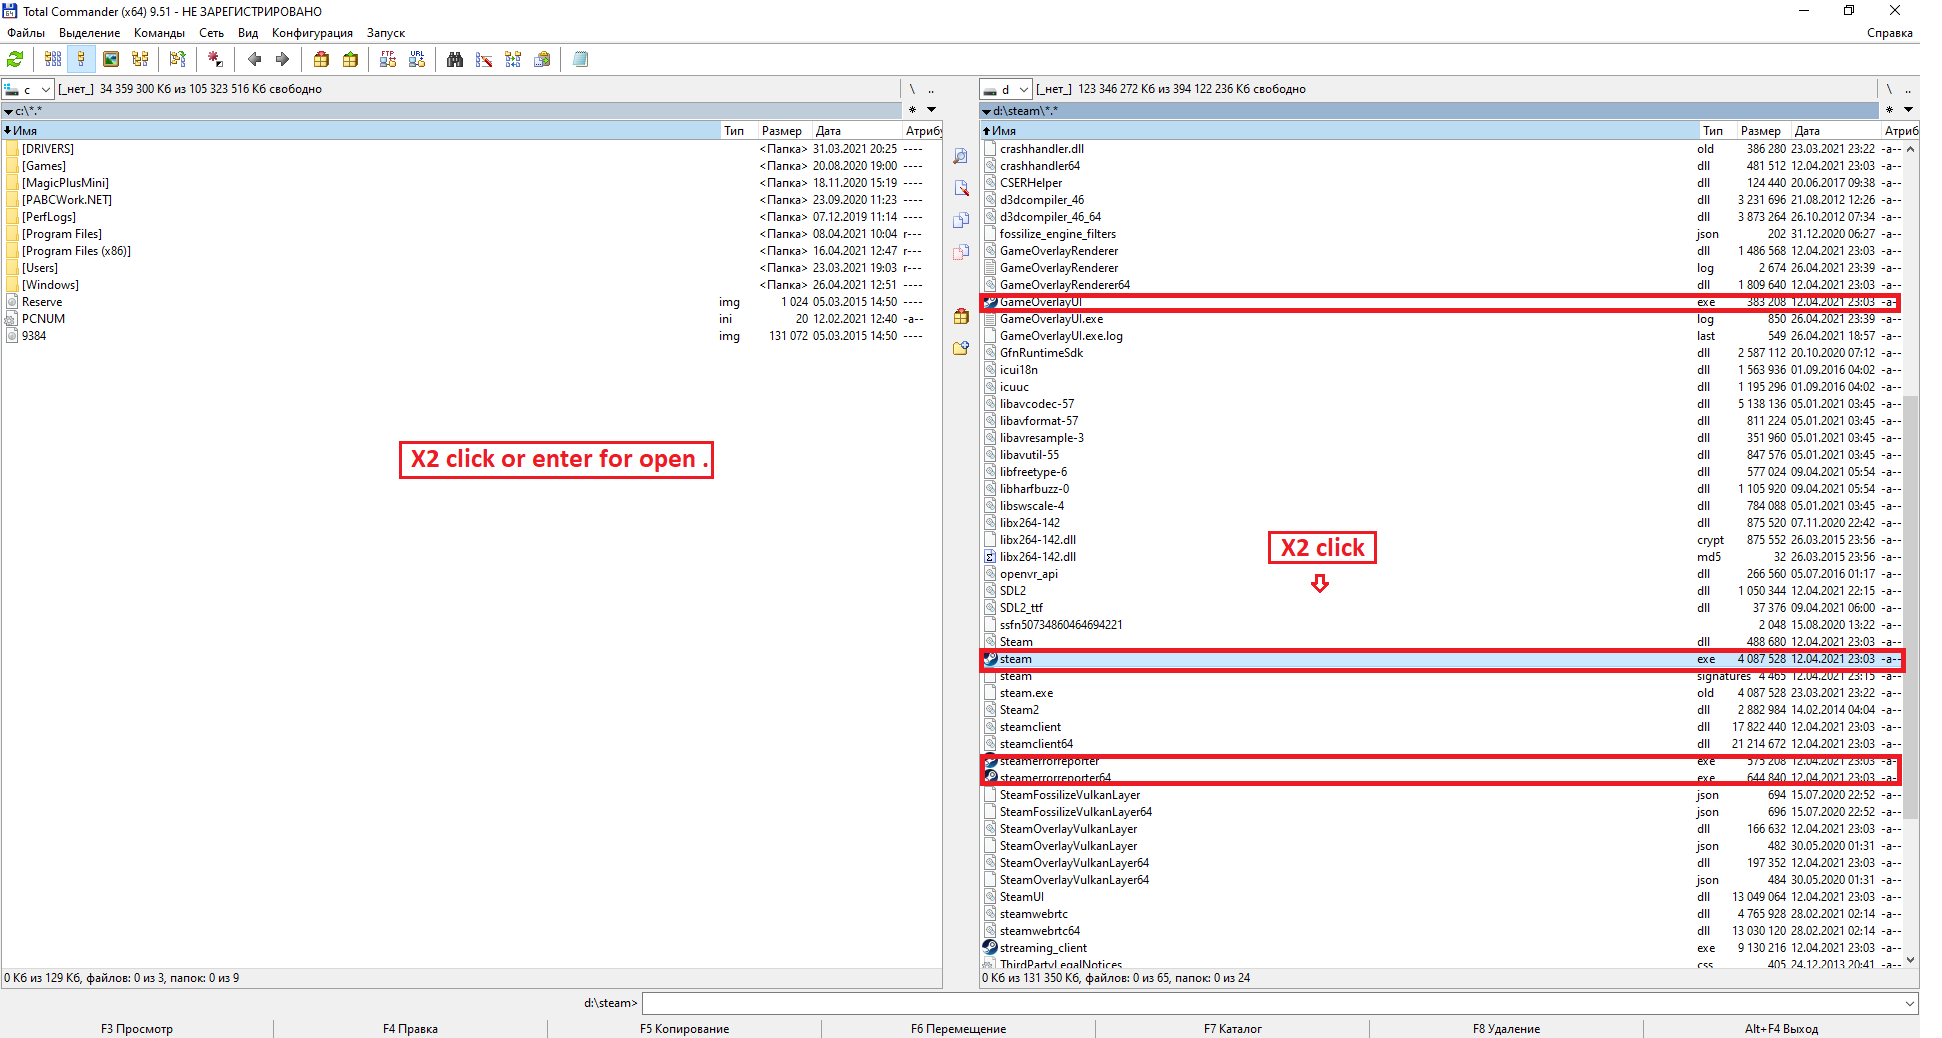 Total Commander (x64) 9.51 - НЕ ЗАРЕГИСТРИРОВАНО
Файлы Выделение Команды Сеть Вид Конфигурация Запуск Справка
FTP URL
c [_нет_] 34 359 300 Кб из 105 323 516 Кб свободно \ ..
c:\*.* * 
Имя Тип Размер Дата Атрибу
[DRIVERS] <Папка> 31.03.2021 20:25 ----
[Games] <Папка> 20.08.2020 19:00 ----
[MagicPlusMini] <Папка> 18.11.2020 15:19 ----
[PABCWork.NET] <Папка> 23.09.2020 11:23 ----
[PerfLogs] <Папка> 07.12.2019 11:14 ----
[Program Files] <Папка> 08.04.2021 10:04 r---
[Program Files (x86)] <Папка> 16.04.2021 12:47 r---
[Users] <Папка> 23.03.2021 19:03 r---
[Windows] <Папка> 26.04.2021 12:51 ----
Reserve img 1 024 05.03.2015 14:50 ----
PCNUM ini 20 12.02.2021 12:40 -a--
9384 img 131 072 05.03.2015 14:50 ----
X2 click or enter for open .
0 Кб из 129 Кб, файлов: 0 из 3, папок: 0 из 9
d [_нет_] 123 346 272 Кб из 394 122 236 Кб свободно \ ..
d:\steam\*.* *
Имя Тип Размер Дата Атриб
crashhandler.dll old 386 280 23.03.2021 23:22 -a--
crashhandler64 dll 481 512 12.04.2021 23:03 -a--
CSERHelper dll 124 440 20.06.2017 09:38 -a--
d3dcompiler_46 dll 3 231 696 21.08.2012 12:26 -a--
d3dcompiler_46_64 dll 3 873 264 26.10.2012 07:34 -a--
fossilize_engine_filters json 202 31.12.2020 06:27 -a--
GameOverlayRenderer dll 1 486 568 12.04.2021 23:03 -a--
GameOverlayRenderer log 2 674 26.04.2021 23:39 -a--
GameOverlayRenderer64 dll 1 809 640 12.04.2021 23:03 -a--
GameOverlayUI exe 383 208 12.04.2021 23:03 -a-
GameOverlayUI.exe log 850 26.04.2021 23:39 -a--
GameOverlayUI.exe.log last 549 26.04.2021 18:57 -a--
GfnRuntimeSdk dll 2 587 112 20.10.2020 07:12 -a--
icui18n dll 1 563 936 01.09.2016 04:02 -a--
icuuc dll 1 195 296 01.09.2016 04:02 -a--
libavcodec-57 dll 5 138 136 05.01.2021 03:45 -a--
libavformat-57 dll 811 224 05.01.2021 03:45 -a--
libavresample-3 dll 351 960 05.01.2021 03:45 -a--
libavutil-55 dll 847 576 05.01.2021 03:45 -a--
libfreetype-6 dll 577 024 09.04.2021 05:54 -a--
libharfbuzz-0 dll 1 105 920 09.04.2021 05:54 -a--
libswscale-4 dll 784 088 05.01.2021 03:45 -a--
libx264-142 dll 875 520 07.11.2020 22:42 -a--
libx264-142.dll crypt 875 552 26.03.2015 23:56 -a--
libx264-142.dll md5 32 26.03.2015 23:56 -a--
X2 click
openvr_api dll 266 560 05.07.2016 01:17 -a--
SDL2 dll 1 050 344 12.04.2021 22:15 -a--
SDL2_ttf dll 37 376 09.04.2021 06:00 -a--
ssfn50734860464694221 2 048 15.08.2020 13:22 -a--
Steam dll 488 680 12.04.2021 23:03 -a--
steam exe 4 087 528 12.04.2021 23:03 -a--
steam signatures 4 465 12.04.2021 23:15 -a--
steam.exe old 4 087 528 23.03.2021 23:22 -a--
Steam2 dll 2 882 984 14.02.2014 04:04 -a--
steamclient dll 17 822 440 12.04.2021 23:03 -a--
steamclient64 dll 21 214 672 12.04.2021 23:03 -a--
steamerrorreporter exe 575 208 12.04.2021 23:03 -a-
steamerrorreporter64 exe 644 840 12.04.2021 23:03 -a-
SteamFossilizeVulkanLayer json 694 15.07.2020 22:52 -a--
SteamFossilizeVulkanLayer64 json 696 15.07.2020 22:52 -a--
SteamOverlayVulkanLayer dll 166 632 12.04.2021 23:03 -a--
SteamOverlayVulkanLayer json 482 30.05.2020 01:31 -a--
SteamOverlayVulkanLayer64 dll 197 352 12.04.2021 23:03 -a--
SteamOverlayVulkanLayer64 json 484 30.05.2020 01:31 -a--
SteamUI dll 13 049 064 12.04.2021 23:03 -a--
steamwebrtc dll 4 765 928 28.02.2021 02:14 -a--
steamwebrtc64 dll 13 030 120 28.02.2021 02:14 -a--
streaming_client exe 9 130 216 12.04.2021 23:03 -a--
ThirdPartyLegalNotices css 405 24.12.2013 20:41 -a--
0 Кб из 131 350 Кб, файлов: 0 из 65, папок: 0 из 24
d:\steam>
F3 Просмотр F4 Правка F5 Копирование F6 Перемещение F7 Каталог F8 Удаление Alt+F4 Выход